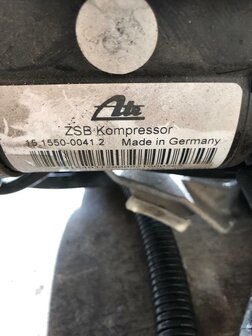 Ate
ZSB Kompressor
15.1550-0041.2 Made in Germany